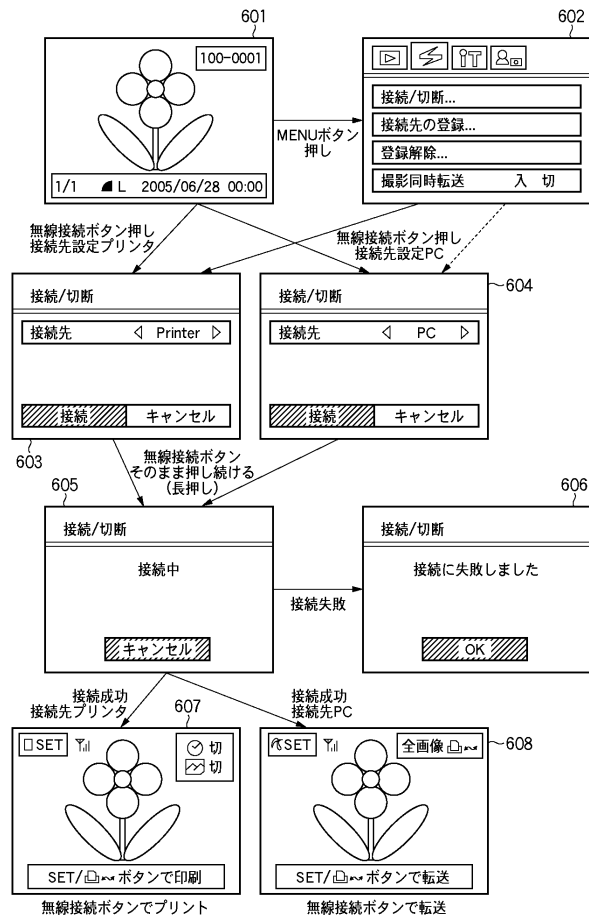 601
100-0001
1/1 L 2005/06/28 00:00
MENUボタン
押し
602
接続/切断...
接続先の登録...
登録解除...
撮影同時転送 入 切
無線接続ボタン押し
接続先設定プリンタ
無線接続ボタン押し
接続先設定PC
接続/切断
接続先 Printer
接続 キャンセル
603
接続/切断
接続先 PC
接続 キャンセル
604
無線接続ボタン
そのまま押し続ける
(長押し)
605
接続/切断
接続中
キャンセル
接続失敗
606
接続/切断
接続に失敗しました
OK
接続成功
接続先プリンタ
接続成功
接続先PC
607
SET
切
切
SET/ ボタンで印刷
無線接続ボタンでプリント
608
SET
全画像
SET/ ボタンで転送
無線接続ボタンで転送